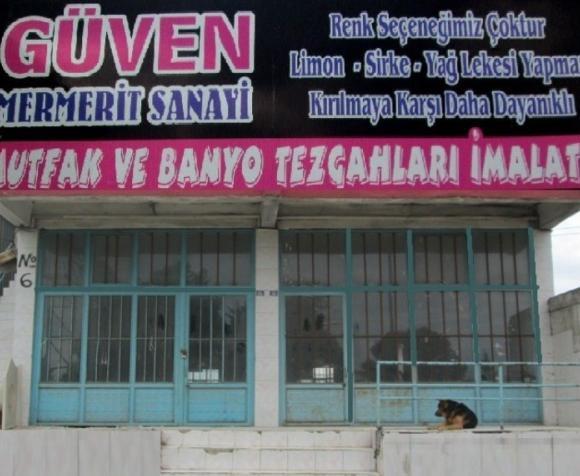 GÜVEN
MERMERİT SANAYİ
Renk Seçeneğimiz Çoktur
Limon - Sirke - Yağ Lekesi Yapmaz
Kırılmaya Karşı Daha Dayanıklı
MUTFAK VE BANYO TEZGAHLARI İMALAT
No 6